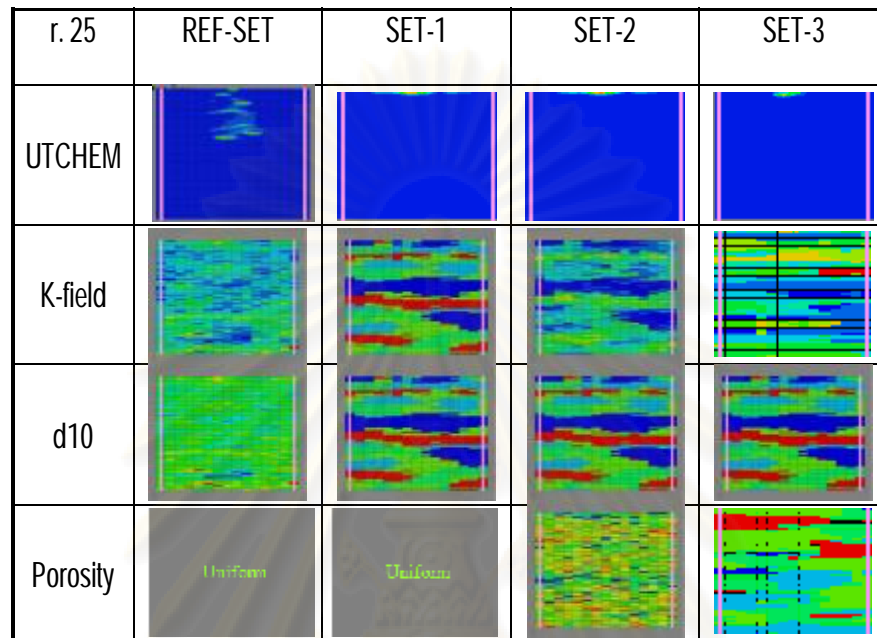 r. 25 REF-SET SET-1 SET-2 SET-3
UTCHEM
K-field
d10
Porosity Uniform Uniform